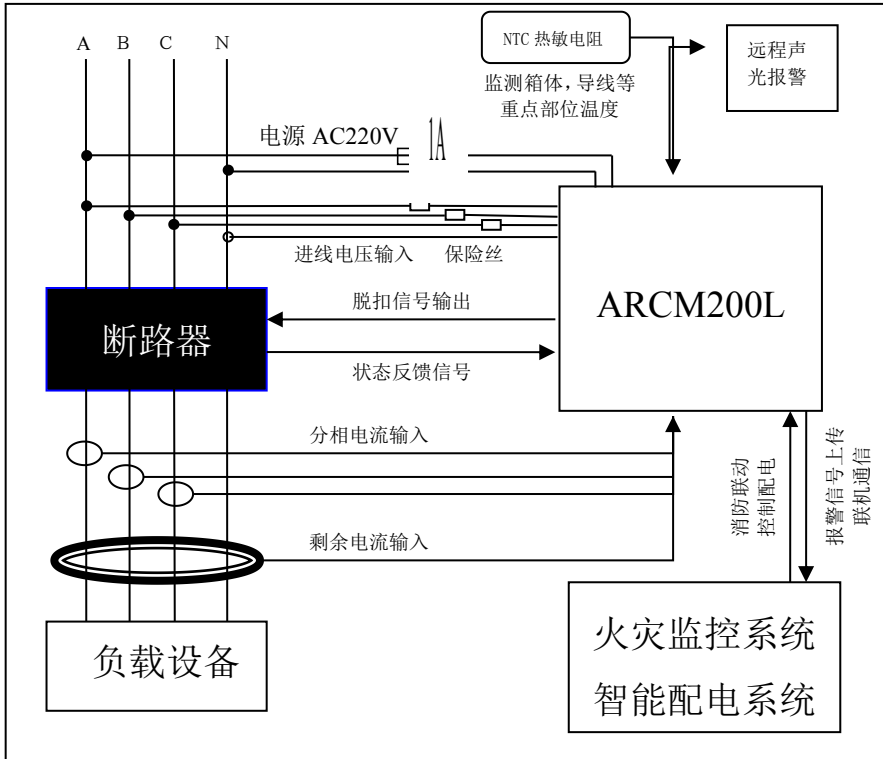 A B C N
NTC 热敏电阻
监测箱体，导线等
重点部位温度
远程声
光报警
电源 AC220V
1A
进线电压输入 保险丝
ARCM200L
脱扣信号输出
断路器
状态反馈信号
分相电流输入
消防联动
控制配电
报警信号上传
联机通信
剩余电流输入
负载设备
火灾监控系统
智能配电系统